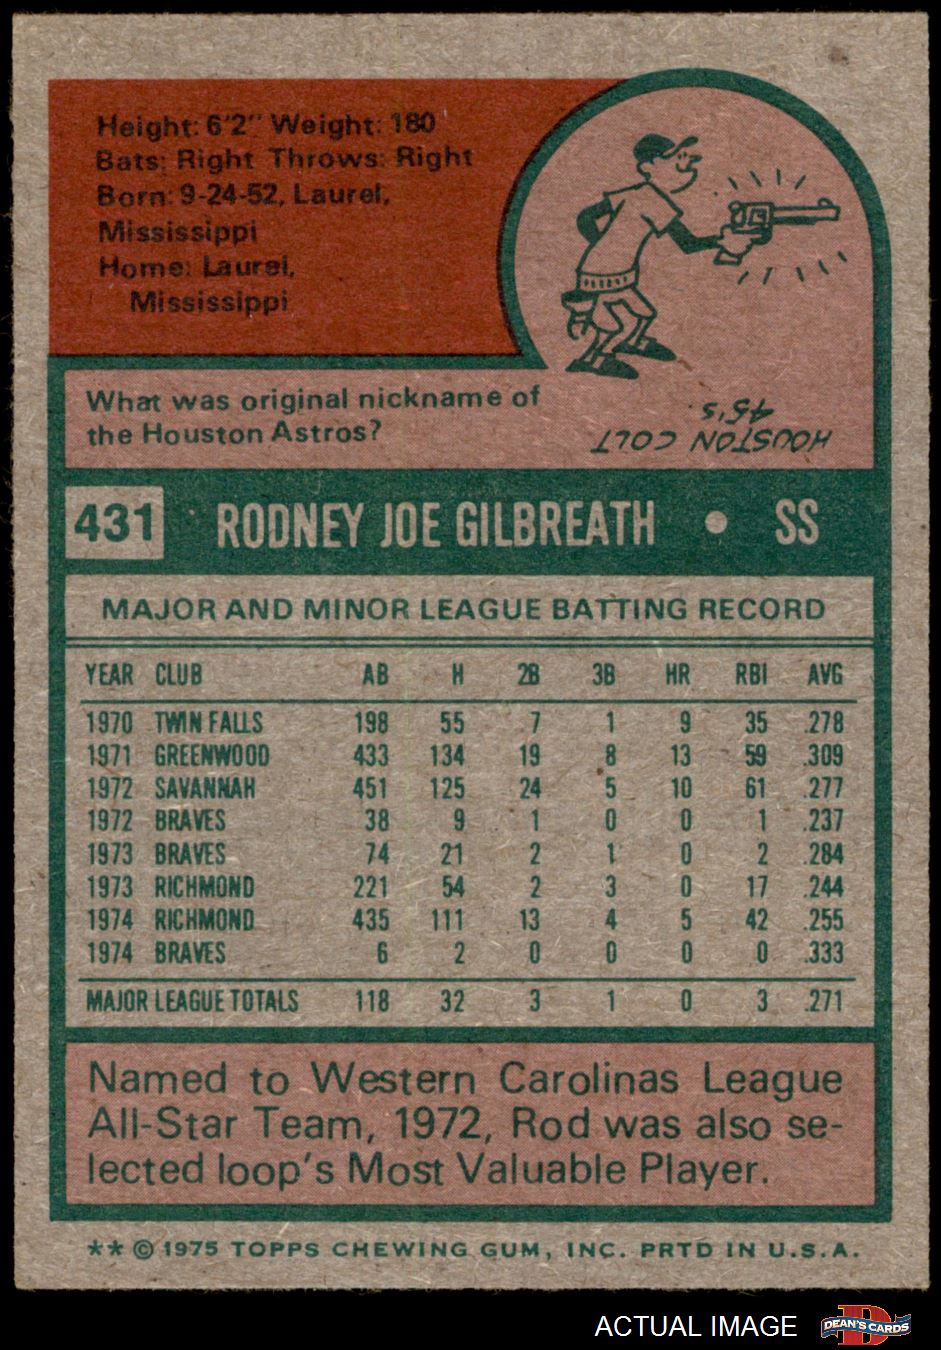 Height: 6'2" Weight: 180
Bats: Right Throws: Right
Born: 9-24-52, Laurel,
Mississippi
Home: Laurel,
Mississippi
What was original nickname of
the Houston Astros?
HOUSTON COLT
45's.
431 RODNEY JOE GILBREATH • SS
MAJOR AND MINOR LEAGUE BATTING RECORD
YEAR CLUB AB H 2B 3B HR RBI AVG
1970 TWIN FALLS 198 55 7 1 9 35 .278
1971 GREENWOOD 433 134 19 8 13 59 .309
1972 SAVANNAH 451 125 24 5 10 61 .277
1972 BRAVES 38 9 1 0 0 1 .237
1973 BRAVES 74 21 2 1 0 2 .284
1973 RICHMOND 221 54 2 3 0 17 .244
1974 RICHMOND 435 111 13 4 5 42 .255
1974 BRAVES 6 2 0 0 0 0 .333
MAJOR LEAGUE TOTALS 118 32 3 1 0 3 .271
Named to Western Carolinas League
All-Star Team, 1972, Rod was also se-
lected loop's Most Valuable Player.
** © 1975 TOPPS CHEWING GUM, INC. PRTD IN U.S.A.
ACTUAL IMAGE
D
DEAN'S CARDS